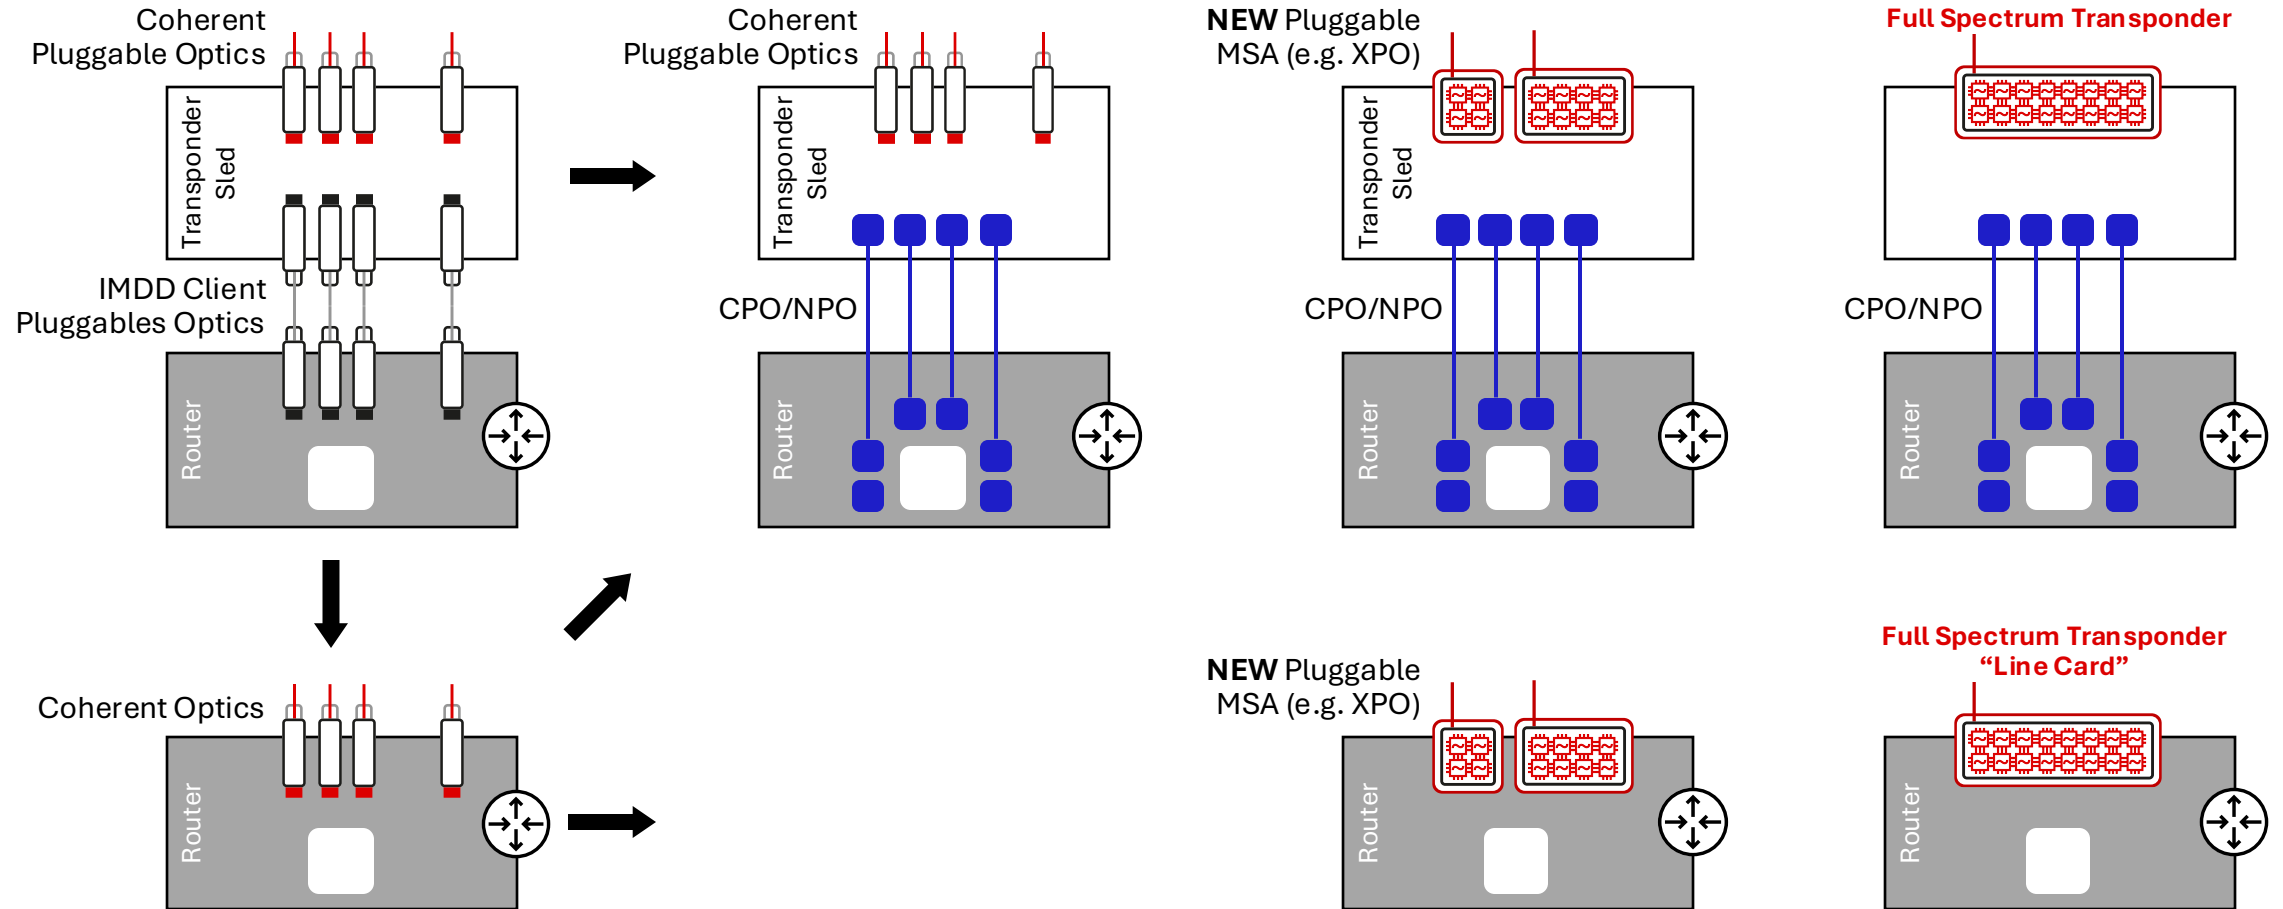 Coherent
Pluggable Optics
Transponder
Sled
IMDD Client
Pluggables Optics
Router
Coherent
Pluggable Optics
Transponder
Sled
CPO/NPO
Router
NEW Pluggable
MSA (e.g. XPO)
Transponder
Sled
CPO/NPO
Router
Full Spectrum Transponder
CPO/NPO
Router
Coherent Optics
Router
NEW Pluggable
MSA (e.g. XPO)
Router
Full Spectrum Transponder
“Line Card”
Router